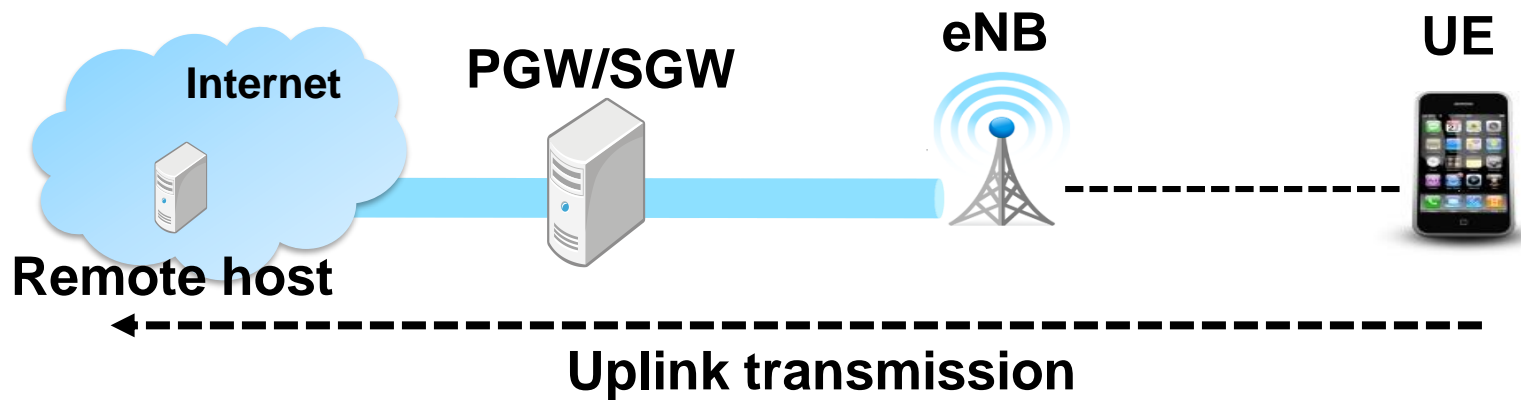 eNB
UE
PGW/SGW
Internet
Remote host
Uplink transmission